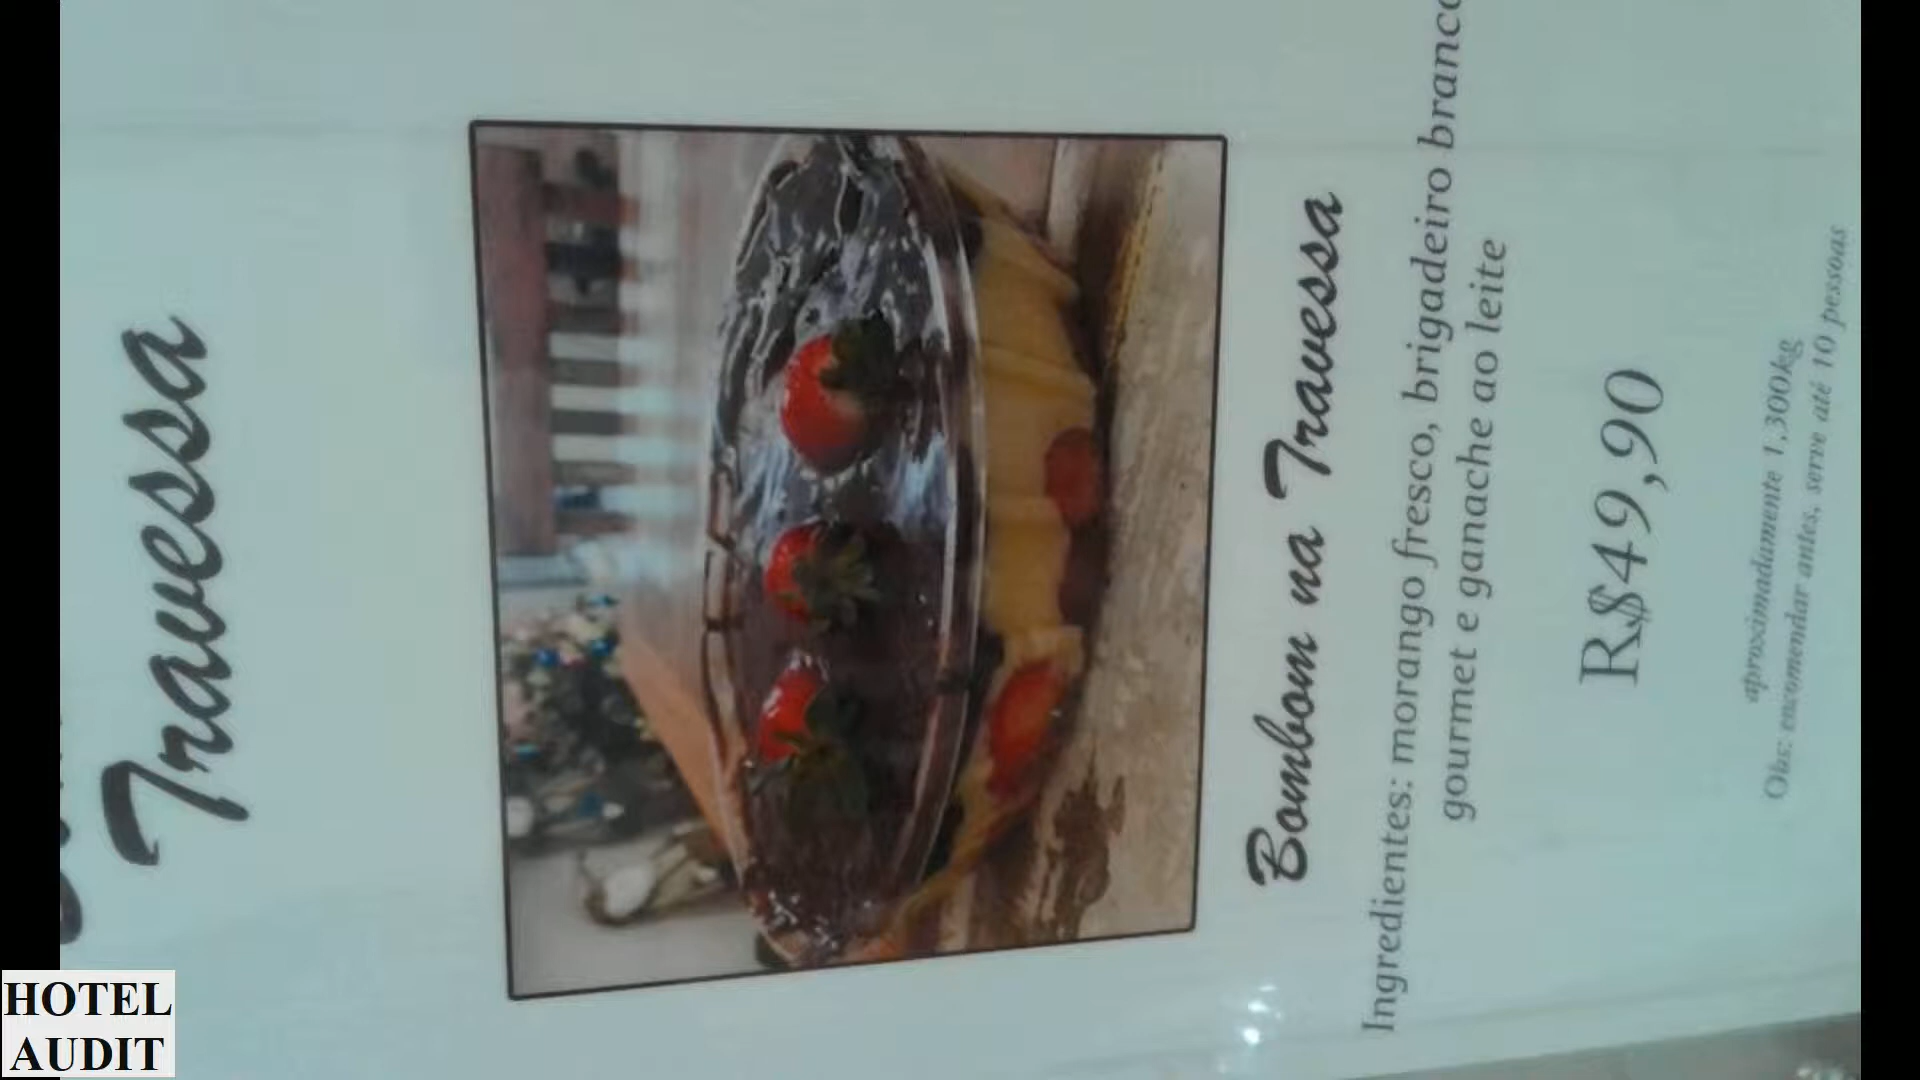 Travessa
Bombom na Travessa
Ingredientes: morango fresco, brigadeiro branco
gourmet e ganache ao leite
R$49,90
aproximadamente 1,300kg
Obs: encomendar antes, serve até 10 pessoas
HOTEL
AUDIT